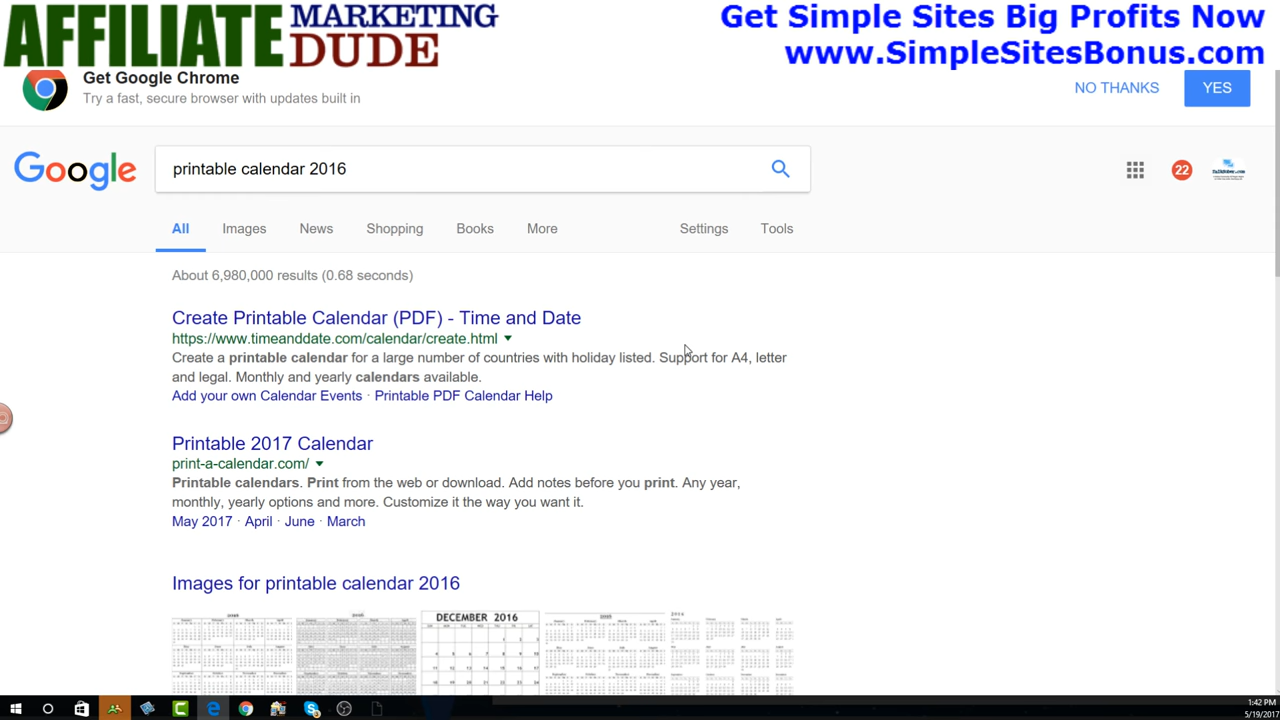 AFFILIATE MARKETING DUDE
Get Simple Sites Big Profits Now
www.SimpleSitesBonus.com
Get Google Chrome
Try a fast, secure browser with updates built in
NO THANKS
YES
Google
printable calendar 2016
22
All Images News Shopping Books More Settings Tools
About 6,980,000 results (0.68 seconds)
Create Printable Calendar (PDF) - Time and Date
https://www.timeanddate.com/calendar/create.html
Create a printable calendar for a large number of countries with holiday listed. Support for A4, letter
and legal. Monthly and yearly calendars available.
Add your own Calendar Events · Printable PDF Calendar Help
Printable 2017 Calendar
print-a-calendar.com/
Printable calendars. Print from the web or download. Add notes before you print. Any year,
monthly, yearly options and more. Customize it the way you want it.
May 2017 · April · June · March
Images for printable calendar 2016
DECEMBER 2016
1:42 PM
5/19/2017